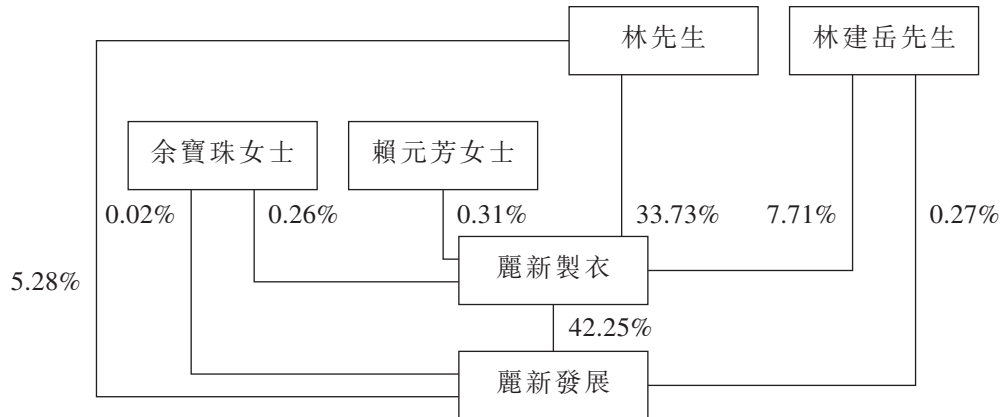 林先生 林建岳先生
余寶珠女士 賴元芳女士
0.02% 0.26% 0.31% 33.73% 7.71% 0.27%
麗新製衣
5.28%
42.25%
麗新發展